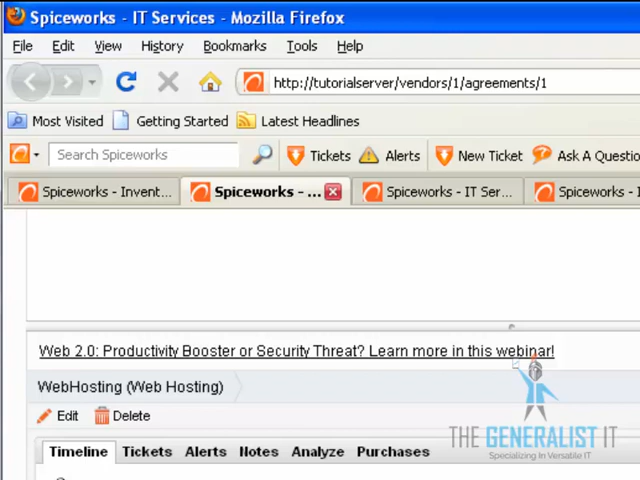 Spiceworks - IT Services - Mozilla Firefox
File Edit View History Bookmarks Tools Help
http://tutorialserver/vendors/1/agreements/1
Most Visited Getting Started Latest Headlines
Search Spiceworks Tickets Alerts New Ticket Ask A Questio
Spiceworks - Invent... Spiceworks - ... Spiceworks - IT Ser... Spiceworks - I
Web 2.0: Productivity Booster or Security Threat? Learn more in this webinar!
WebHosting (Web Hosting)
Edit Delete
Timeline Tickets Alerts Notes Analyze Purchases
THE GENERALIST IT
Specializing In Versatile IT